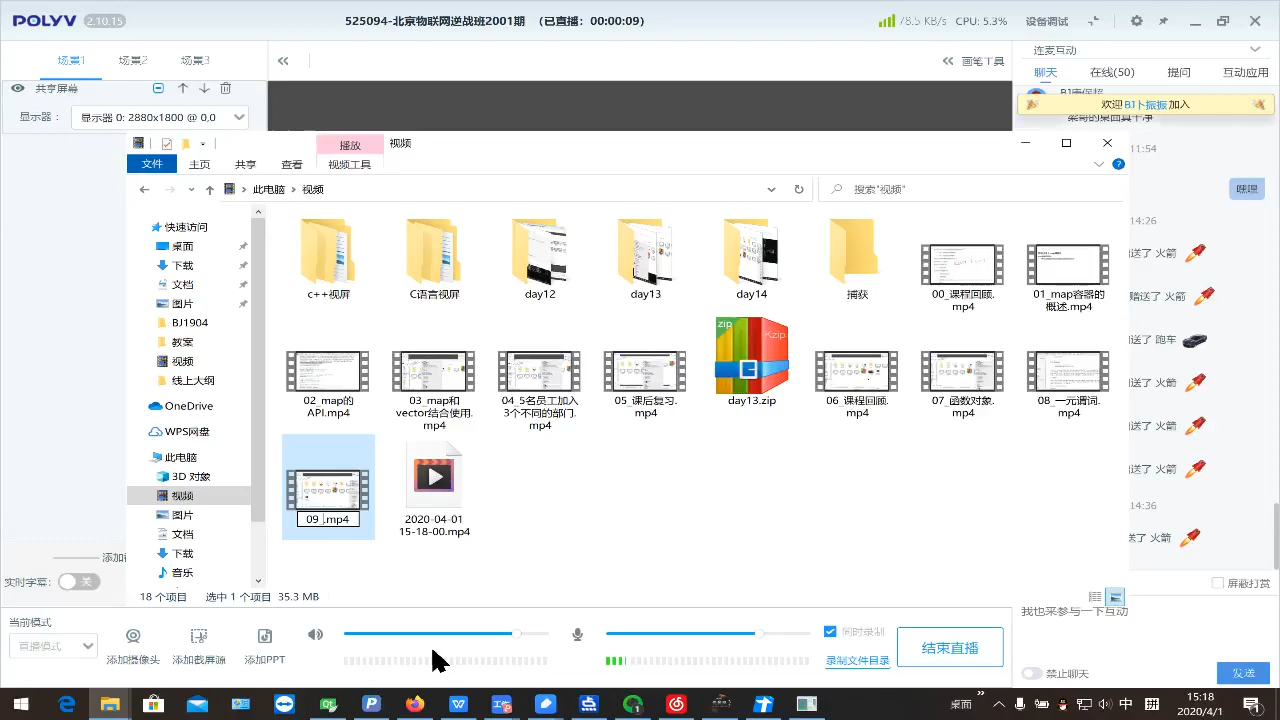 POLYV 2.10.15
525094-北京物联网逆战班2001期 （已直播：00:00:09）
78.5 KB/s CPU: 5.3% 设备调试
场景1 场景2 场景3
画笔工具
连麦互动
聊天 在线(50) 提问 互动应用
共享屏幕
显示器： 显示器 0: 2880x1800 @ 0,0
欢迎BJ卜振振加入
播放 视频
文件 主页 共享 查看 视频工具
11:54
此电脑 视频
搜索"视频"
嘿嘿
14:26
快速访问
桌面
下载
文档
图片
BJ1904
教案
视频
线上大纲
OneDrive
WPS网盘
此电脑
3D 对象
视频
图片
文档
下载
音乐
c++视屏 C语言视屏 day12 day13 day14 捕获
00_课程回顾.mp4
01_map容器的概述.mp4
02_map的API.mp4
03_map和vector结合使用.mp4
04_5名员工加入3个不同的部门.mp4
05_课后复习.mp4
zip
Kzip
day13.zip
06_课程回顾.mp4
07_函数对象.mp4
08_一元谓词.mp4
09_.mp4
2020-04-01
15-18-00.mp4
送了 火箭
赠送了 火箭
送了 跑车
送了 火箭
送了 火箭
送了 火箭
14:36
送了 火箭
18 个项目 选中 1 个项目 35.3 MB
实时字幕： 关
屏蔽打赏
我也来参与一下互动
当前模式
直播模式
添加摄像头 添加截屏源 添加PPT
同时录制
录制文件目录
结束直播
禁止聊天
发送
桌面
中
15:18
2020/4/1